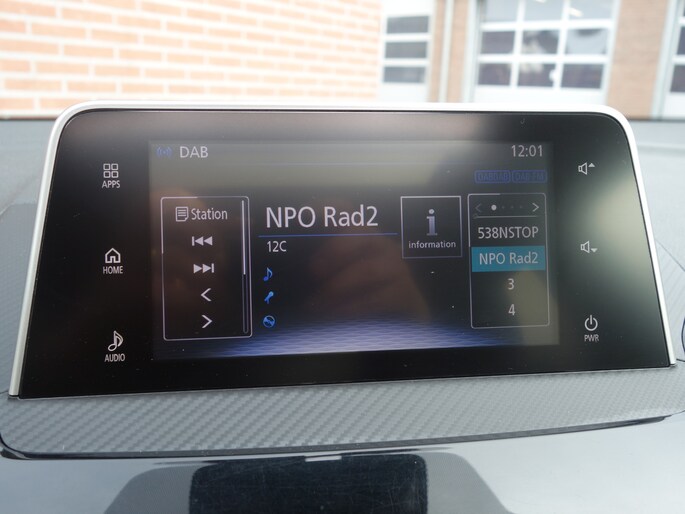 DAB
12:01
APPS
HOME
AUDIO
Station
NPO Rad2
12C
i
information
538NSTOP
NPO Rad2
3
4
PWR